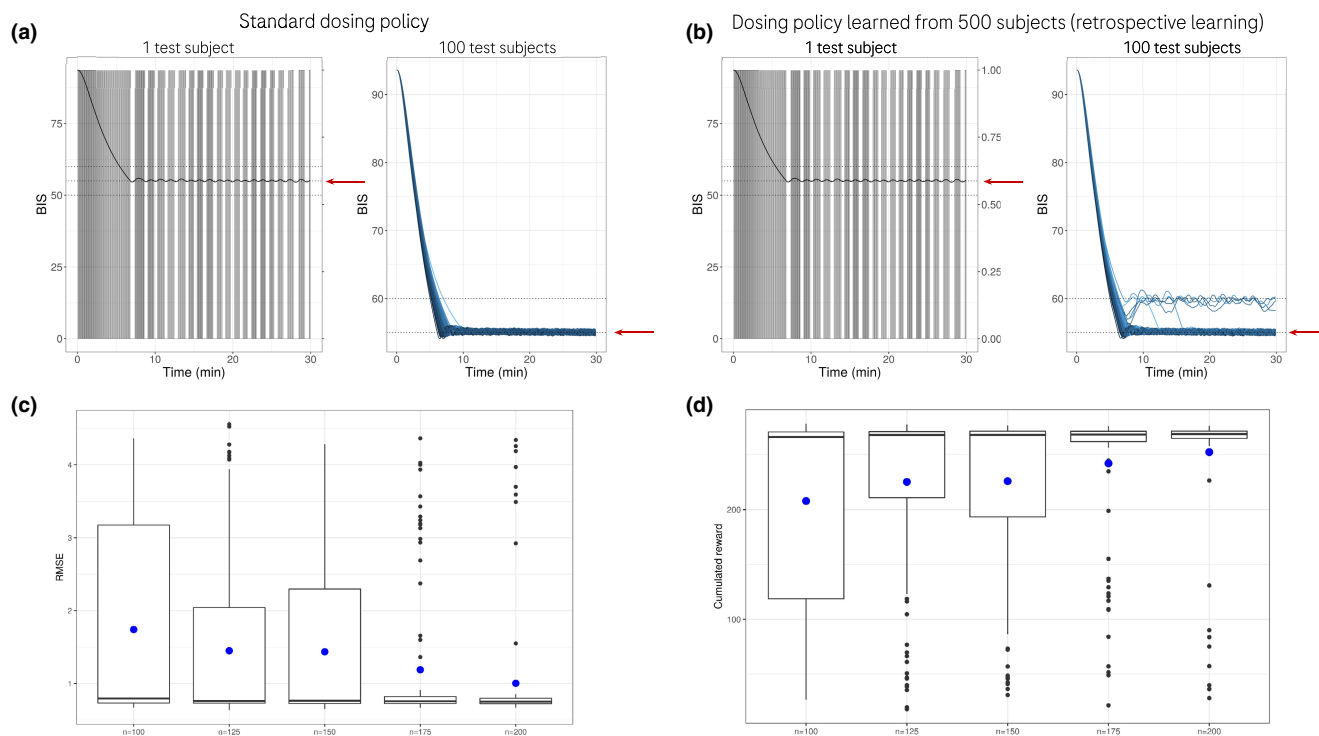 Standard dosing policy
Dosing policy learned from 500 subjects (retrospective learning)
(a)
1 test subject
100 test subjects
(b)
1 test subject
100 test subjects
BIS
75
50
25
0
0
10
20
30
Time (min)
BIS
90
80
70
60
0
10
20
30
Time (min)
BIS
75
50
25
0
1.00
0.75
0.50
0.25
0.00
0
10
20
30
Time (min)
BIS
90
80
70
60
0
10
20
30
Time (min)
(c)
RMSE
4
3
2
1
n=100
n=125
n=150
n=175
n=200
(d)
Cumulated reward
200
100
n=100
n=125
n=150
n=175
n=200